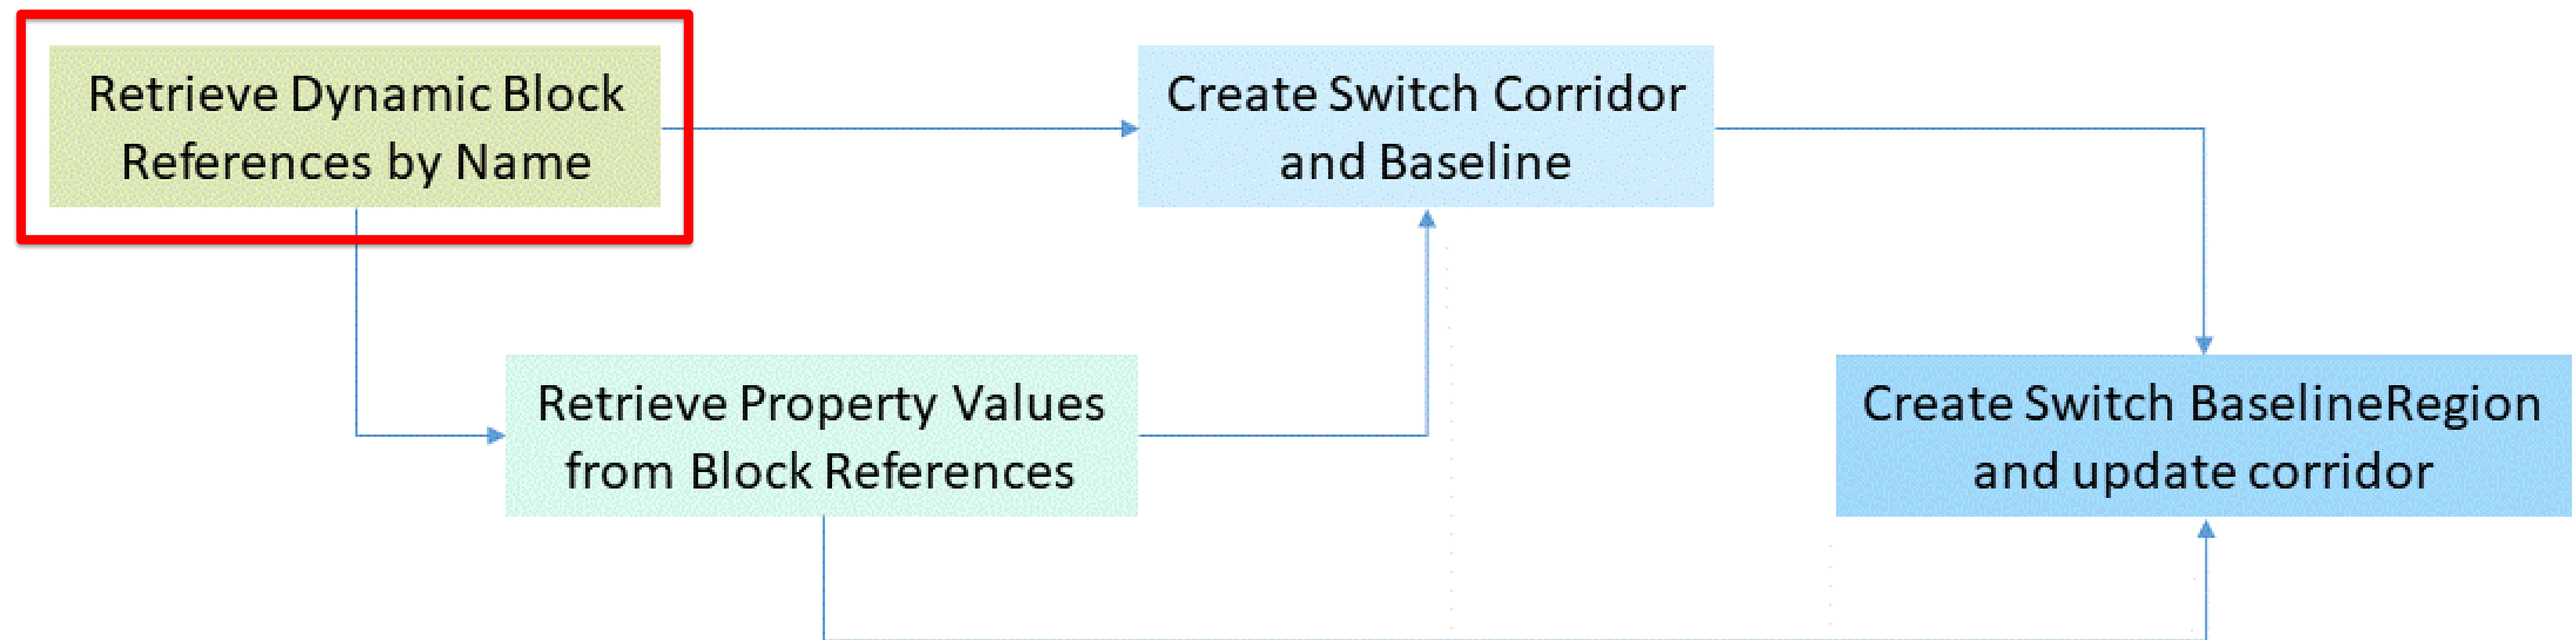 Retrieve Dynamic Block
References by Name
Create Switch Corridor
and Baseline
Retrieve Property Values
from Block References
Create Switch BaselineRegion
and update corridor